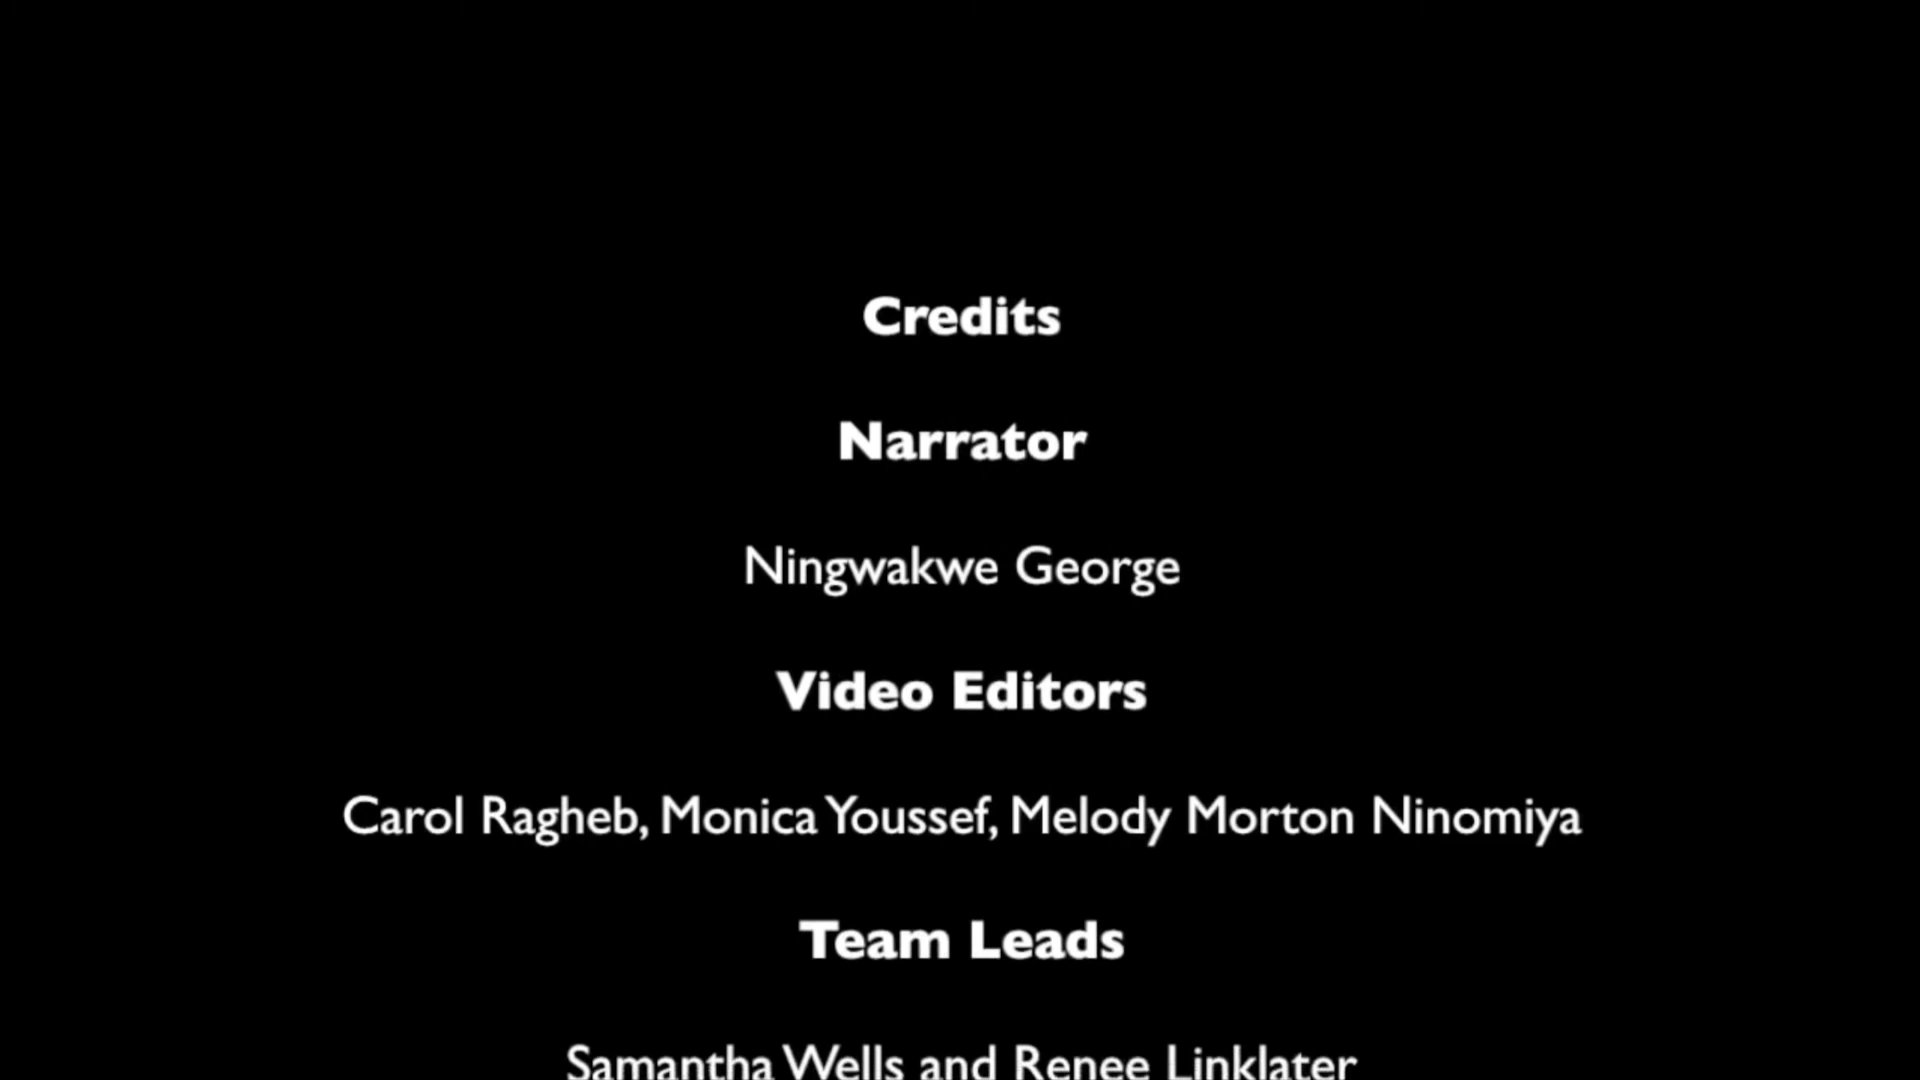 Credits
Narrator
Ningwakwe George
Video Editors
Carol Ragheb, Monica Youssef, Melody Morton Ninomiya
Team Leads
Samantha Wells and Renee Linklater